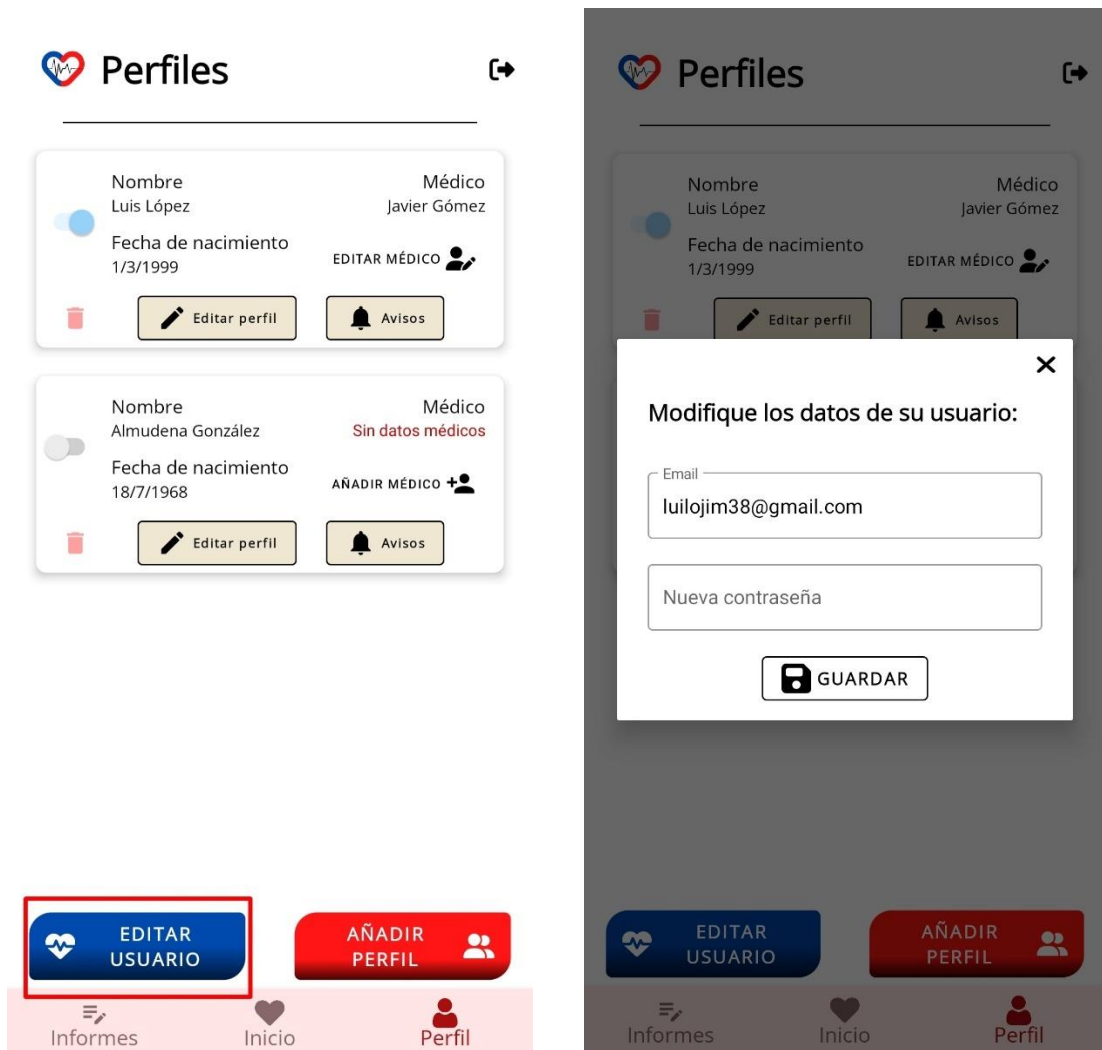 Perfiles
Nombre
Médico
Luis López
Javier Gómez
Fecha de nacimiento
1/3/1999
EDITAR MÉDICO
Editar perfil
Avisos
Nombre
Médico
Almudena González
Sin datos médicos
Fecha de nacimiento
18/7/1968
AÑADIR MÉDICO
Editar perfil
Avisos
EDITAR
USUARIO
AÑADIR
PERFIL
Informes
Inicio
Perfil
Perfiles
Nombre
Médico
Luis López
Javier Gómez
Fecha de nacimiento
1/3/1999
EDITAR MÉDICO
Editar perfil
Avisos
Modifique los datos de su usuario:
Email
luilojim38@gmail.com
Nueva contraseña
GUARDAR
EDITAR
USUARIO
AÑADIR
PERFIL
Informes
Inicio
Perfil